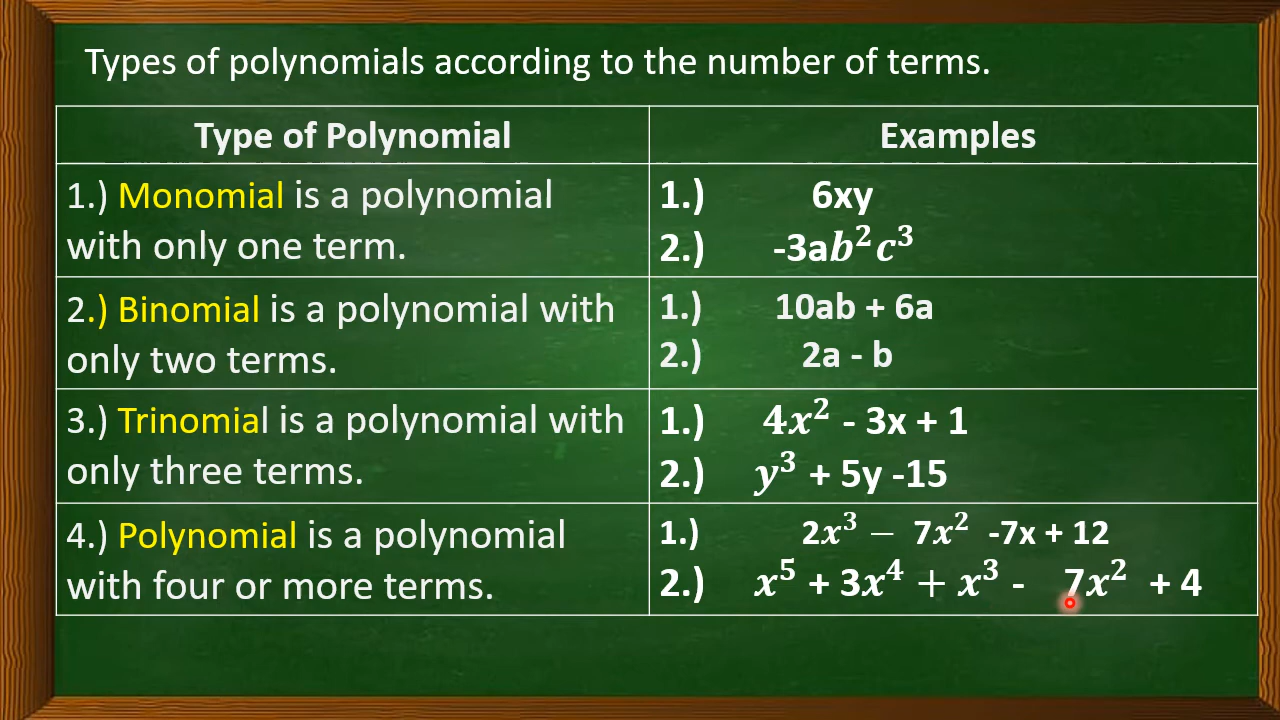 Types of polynomials according to the number of terms.
Type of Polynomial
Examples
1.) Monomial is a polynomial
with only one term.
1.) 6xy
2.) -3ab²c³
2.) Binomial is a polynomial with
only two terms.
1.) 10ab + 6a
2.) 2a - b
3.) Trinomial is a polynomial with
only three terms.
1.) 4x² - 3x + 1
2.) y³ + 5y -15
4.) Polynomial is a polynomial
with four or more terms.
1.) 2x³ − 7x² -7x + 12
2.) x⁵ + 3x⁴ + x³ - 7x² + 4